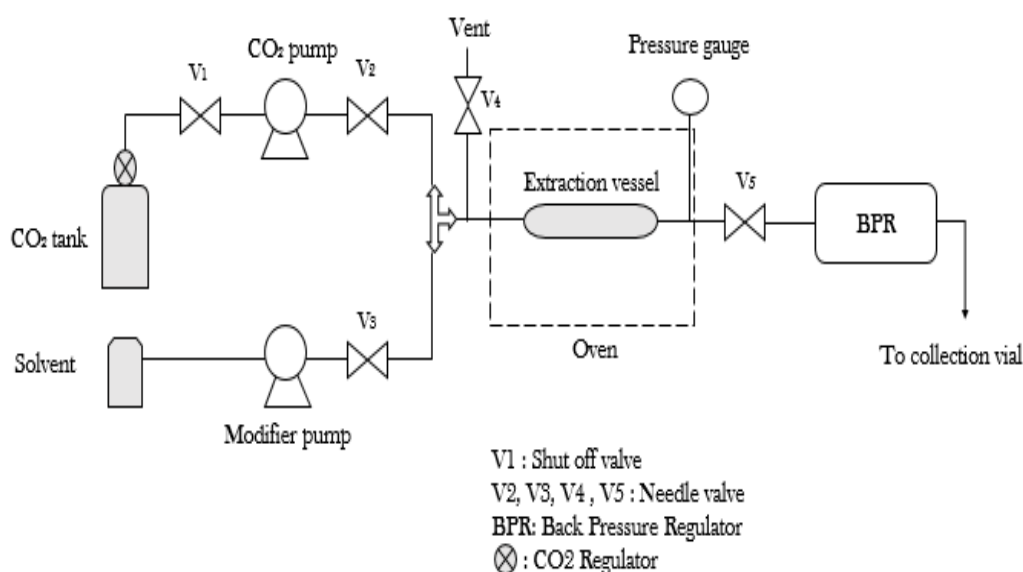 Vent
Pressure gauge
CO₂ pump
V1
V2
V4
Extraction vessel
V5
BPR
CO₂ tank
V3
Solvent
Oven
To collection vial
Modifier pump
V1 : Shut off valve
V2, V3, V4 , V5 : Needle valve
BPR: Back Pressure Regulator
: CO2 Regulator